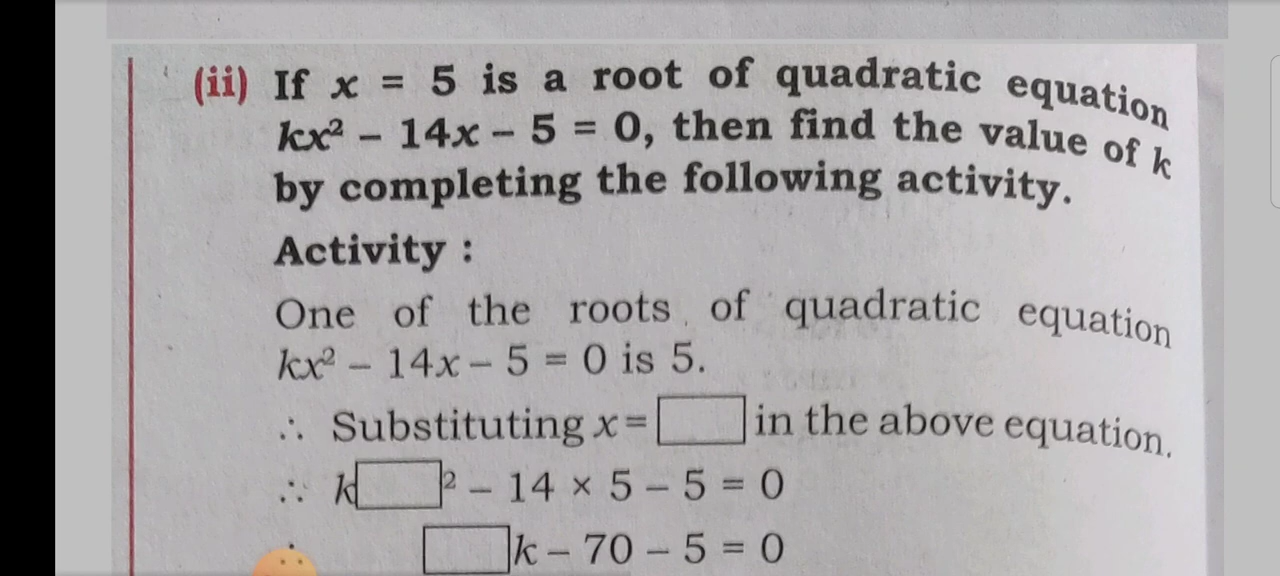 (ii) If x = 5 is a root of quadratic equation
kx² – 14x – 5 = 0, then find the value of k
by completing the following activity.
Activity :
One of the roots of quadratic equation
kx² – 14x – 5 = 0 is 5.
∴ Substituting x = □ in the above equation.
∴ k□² – 14 × 5 – 5 = 0
∴ □k – 70 – 5 = 0